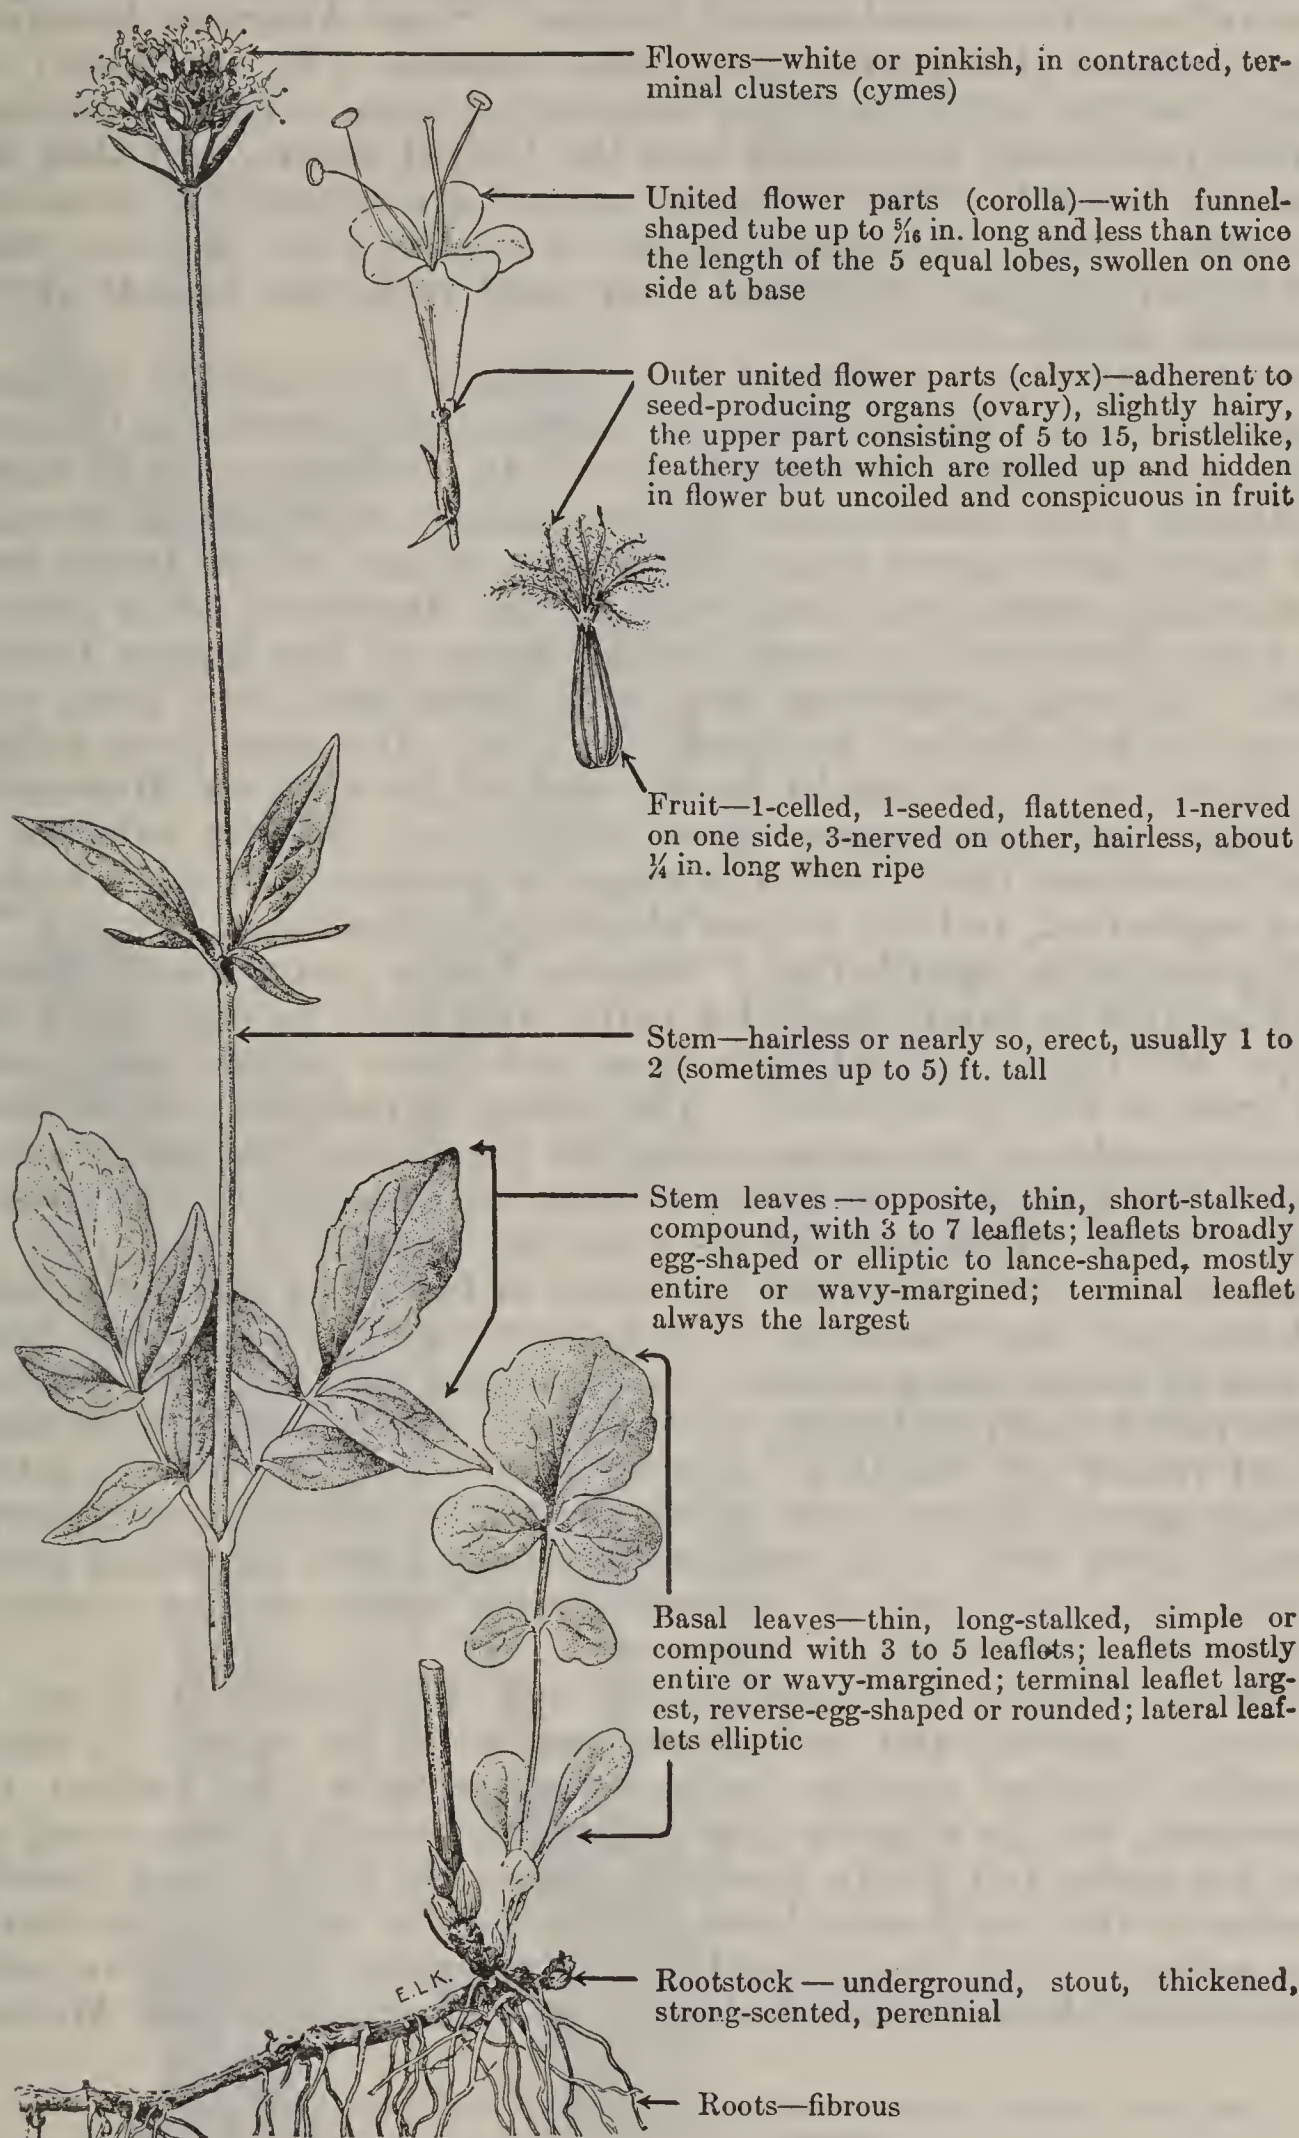 Flowers—white or pinkish, in contracted, ter-
minal clusters (cymes)
United flower parts (corolla)—with funnel-
shaped tube up to 5/16 in. long and less than twice
the length of the 5 equal lobes, swollen on one
side at base
Outer united flower parts (calyx)—adherent to
seed-producing organs (ovary), slightly hairy,
the upper part consisting of 5 to 15, bristlelike,
feathery teeth which are rolled up and hidden
in flower but uncoiled and conspicuous in fruit
Fruit—1-celled, 1-seeded, flattened, 1-nerved
on one side, 3-nerved on other, hairless, about
1/4 in. long when ripe
Stem—hairless or nearly so, erect, usually 1 to
2 (sometimes up to 5) ft. tall
Stem leaves — opposite, thin, short-stalked,
compound, with 3 to 7 leaflets; leaflets broadly
egg-shaped or elliptic to lance-shaped, mostly
entire or wavy-margined; terminal leaflet
always the largest
Basal leaves—thin, long-stalked, simple or
compound with 3 to 5 leaflets; leaflets mostly
entire or wavy-margined; terminal leaflet larg-
est, reverse-egg-shaped or rounded; lateral leaf-
lets elliptic
E.L.K.
Rootstock — underground, stout, thickened,
strong-scented, perennial
Roots—fibrous